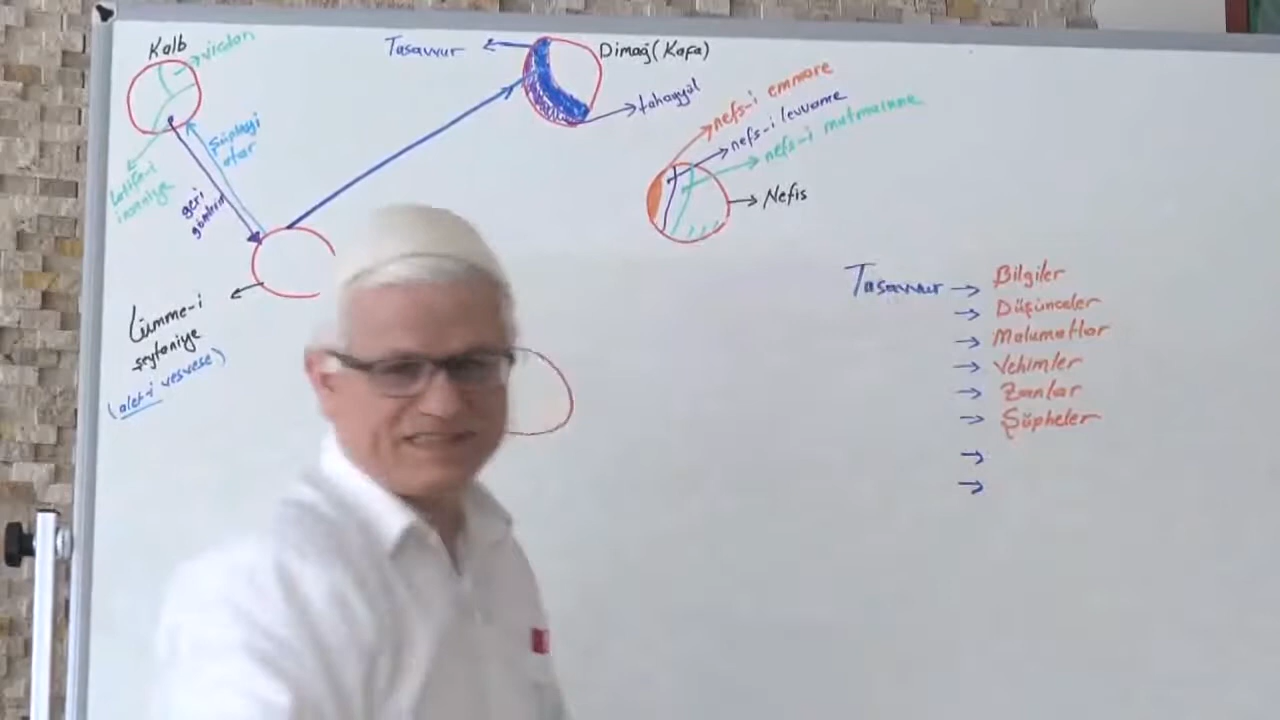 Kalb
vicdan
Latife-i
insaniye
Şüpheyi
atar
geri
gönderir
Lümme-i
şeytaniye
(alet-i vesvese)
Tasavvur
Dimağ (Kafa)
tahayyül
nefs-i emmare
nefs-i levvame
nefs-i mutmainne
Nefis
Tasavvur → Bilgiler
→ Düşünceler
→ Malumatlar
→ Vehimler
→ Zanlar
→ Şüpheler
→
→